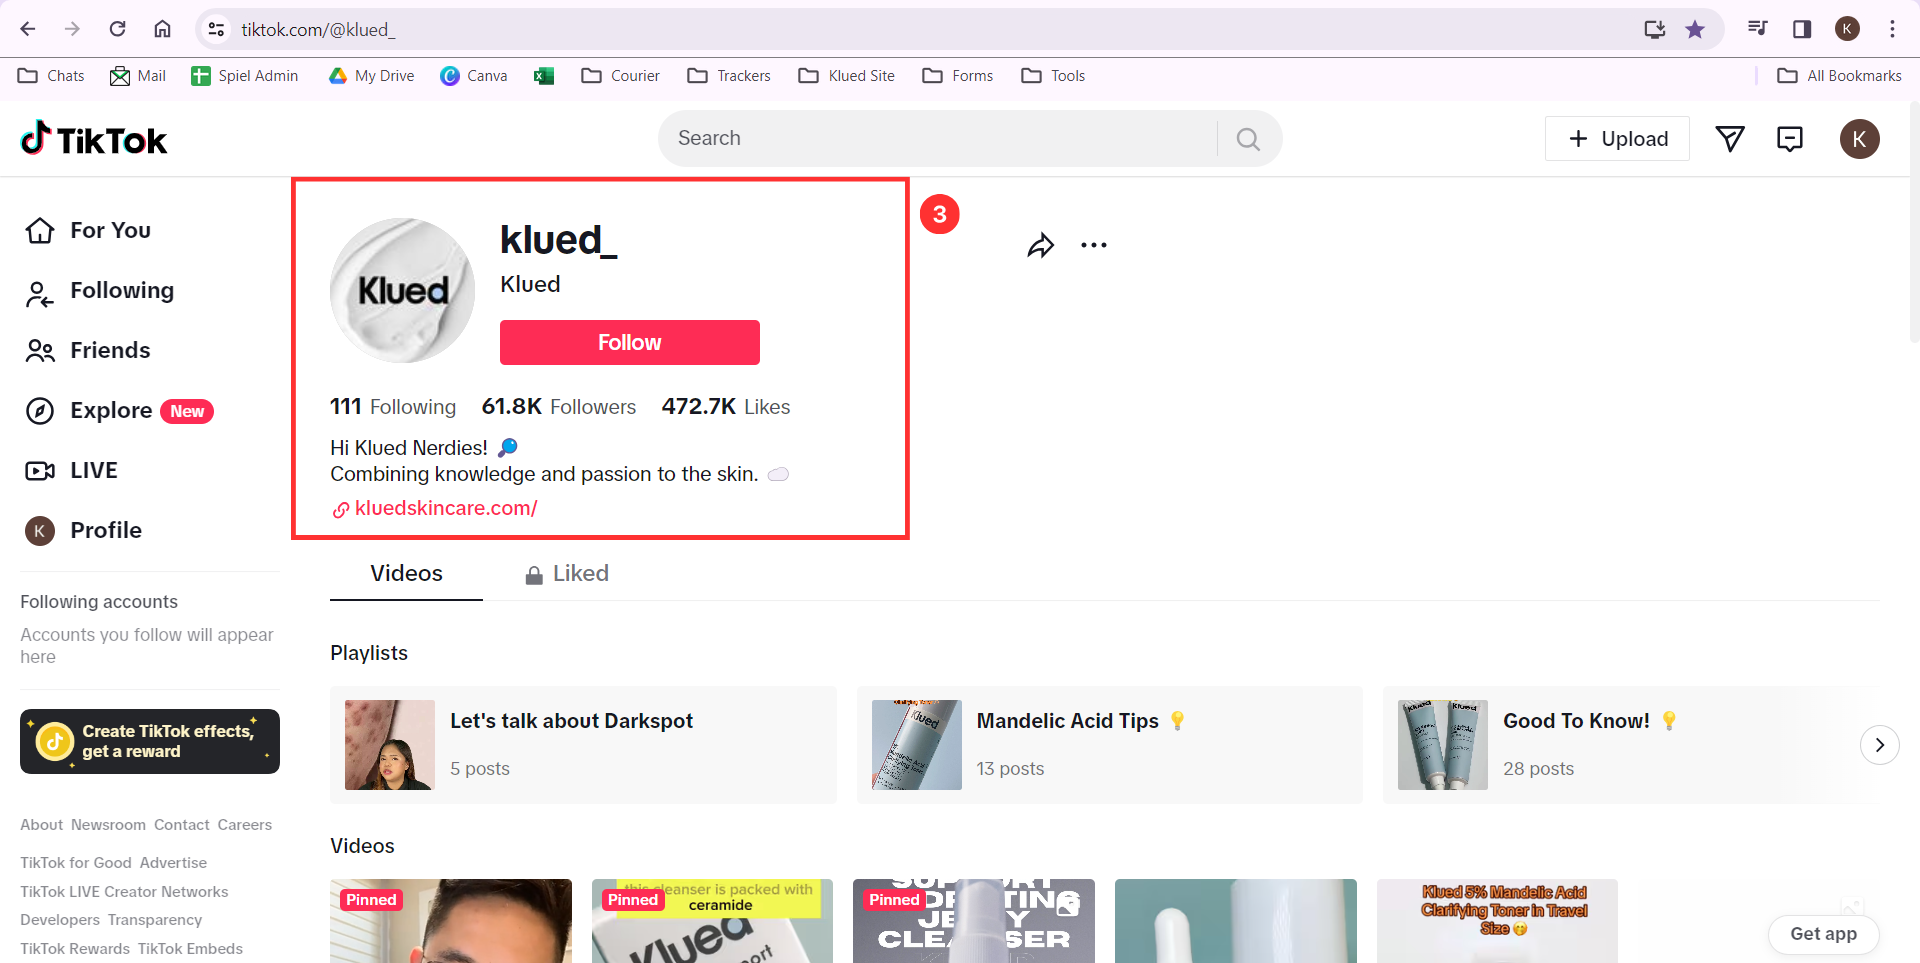 tiktok.com/@klued_
K
Chats
Mail
Spiel Admin
My Drive
Canva
Courier
Trackers
Klued Site
Forms
Tools
All Bookmarks
TikTok
Search
Upload
K
For You
Following
Friends
Explore New
LIVE
K Profile
Following accounts
Accounts you follow will appear
here
Create TikTok effects,
get a reward
About Newsroom Contact Careers
TikTok for Good Advertise
TikTok LIVE Creator Networks
Developers Transparency
TikTok Rewards TikTok Embeds
3
Klued
klued_
Klued
Follow
111 Following 61.8K Followers 472.7K Likes
Hi Klued Nerdies! 🔎
Combining knowledge and passion to the skin. ☁️
kluedskincare.com/
Videos
Liked
Playlists
Let's talk about Darkspot
5 posts
Klued
Mandelic Acid Tips 💡
13 posts
Klued Klued
Good To Know! 💡
28 posts
Videos
Pinned
Pinned
this cleanser is packed with
ceramide
Klued
Pinned
JELLY
CLEANSER
Klued 5% Mandelic Acid
Clarifying Toner in Travel
Size 🤭
Get app